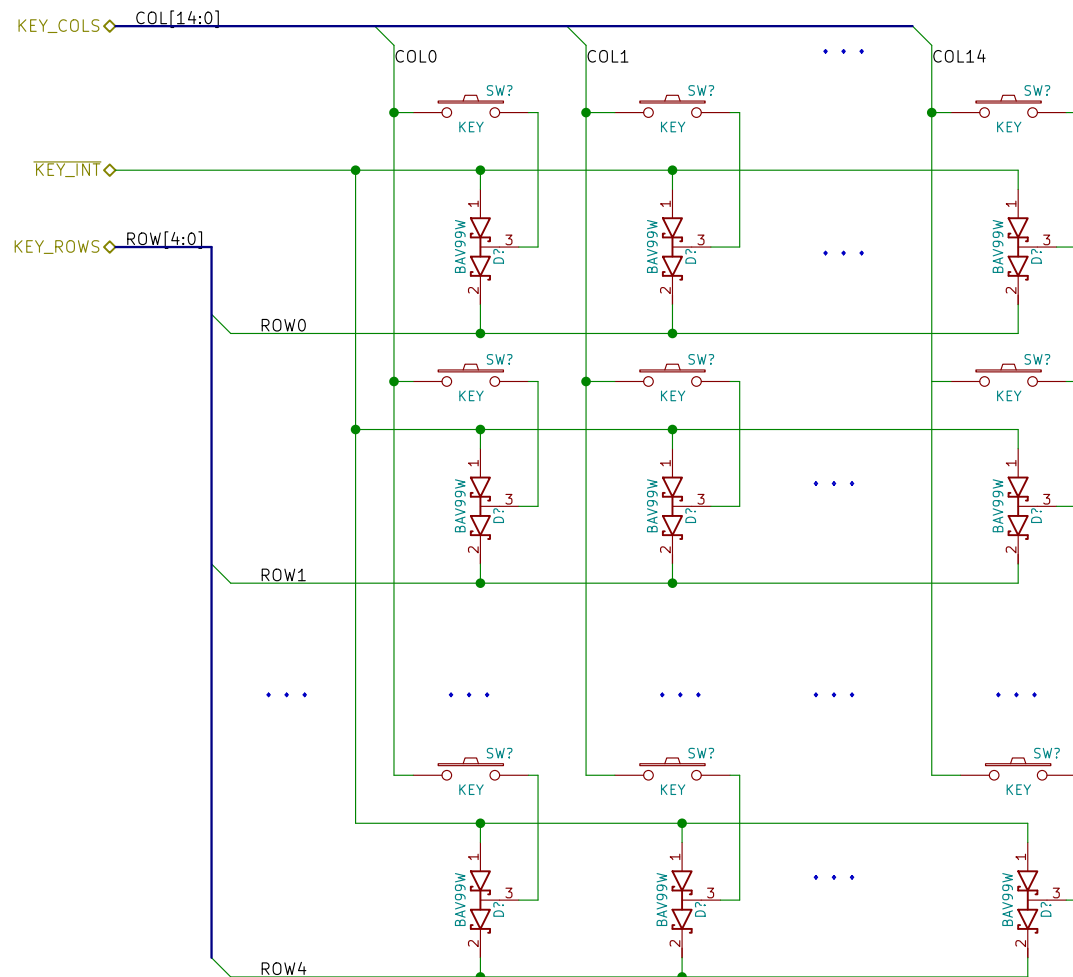 KEY_COLS COL[14:0]
COL0 COL1 COL14
SW? SW? SW?
KEY KEY KEY
KEY_INT
1 1 1
KEY_ROWS ROW[4:0] BAV99W 3 D? BAV99W 3 D? BAV99W 3 D?
2 2 2
ROW0
SW? SW? SW?
KEY KEY KEY
1 1 1
BAV99W 3 D? BAV99W 3 D? BAV99W 3 D?
2 2 2
ROW1
SW? SW? SW?
KEY KEY KEY
1 1 1
BAV99W 3 D? BAV99W 3 D? BAV99W 3 D?
2 2 2
ROW4